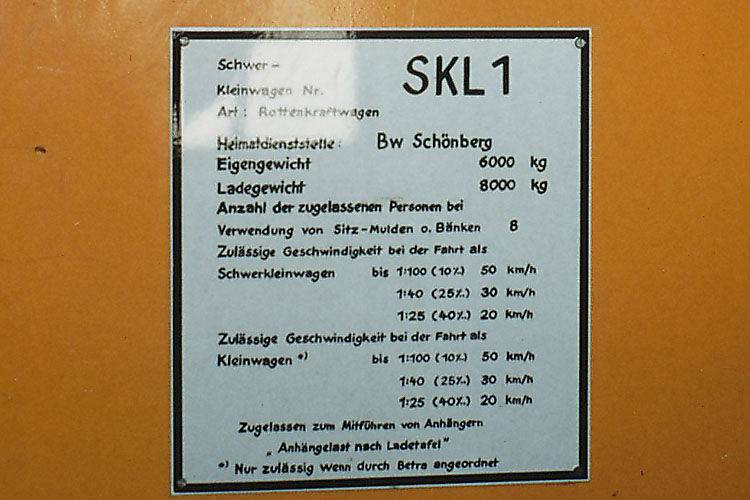 Schwer-
Kleinwagen Nr. SKL 1
Art: Rottenkraftwagen
Heimatdienststelle: Bw Schönberg
Eigengewicht 6000 kg
Ladegewicht 8000 kg
Anzahl der zugelassenen Personen bei
Verwendung von Sitz-Mulden o. Bänken 8
Zulässige Geschwindigkeit bei der Fahrt als
Schwerkleinwagen bis 1:100 (10‰) 50 km/h
1:40 (25‰) 30 km/h
1:25 (40‰) 20 km/h
Zulässige Geschwindigkeit bei der Fahrt als
Kleinwagen *) bis 1:100 (10‰) 50 km/h
1:40 (25‰) 30 km/h
1:25 (40‰) 20 km/h
Zugelassen zum Mitführen von Anhängern
„Anhängelast nach Ladetafel"
*) Nur zulässig wenn durch Betra angeordnet